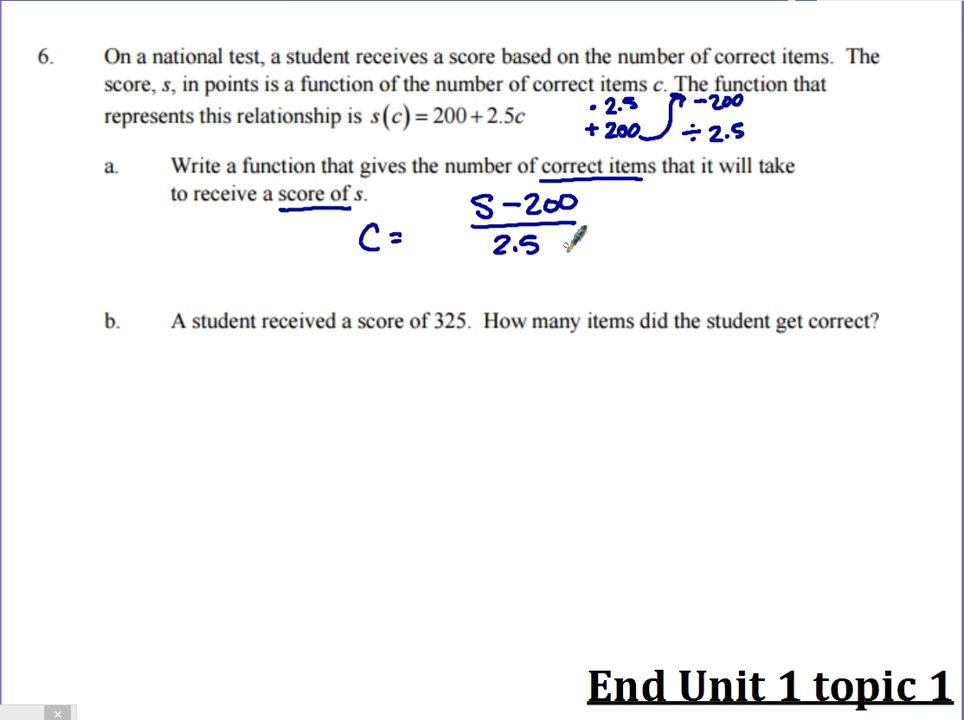 6. On a national test, a student receives a score based on the number of correct items. The
score, s, in points is a function of the number of correct items c. The function that
represents this relationship is s(c) = 200 + 2.5c
· 2.5
+ 200
- 200
÷ 2.5
a. Write a function that gives the number of correct items that it will take
to receive a score of s.
C = S - 200
2.5
b. A student received a score of 325. How many items did the student get correct?
End Unit 1 topic 1